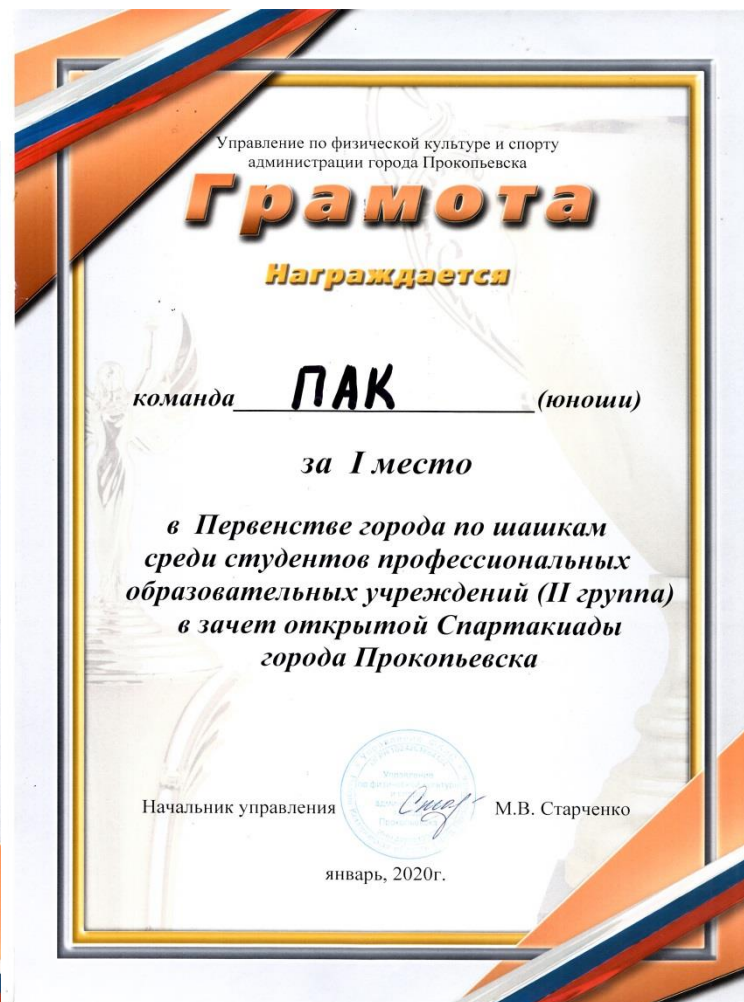 Управление по физической культуре и спорту
администрации города Прокопьевска
Грамота
Награждается
команда ПАК (юноши)
за I место
в Первенстве города по шашкам
среди студентов профессиональных
образовательных учреждений (II группа)
в зачет открытой Спартакиады
города Прокопьевска
Начальник управления М.В. Старченко
январь, 2020г.